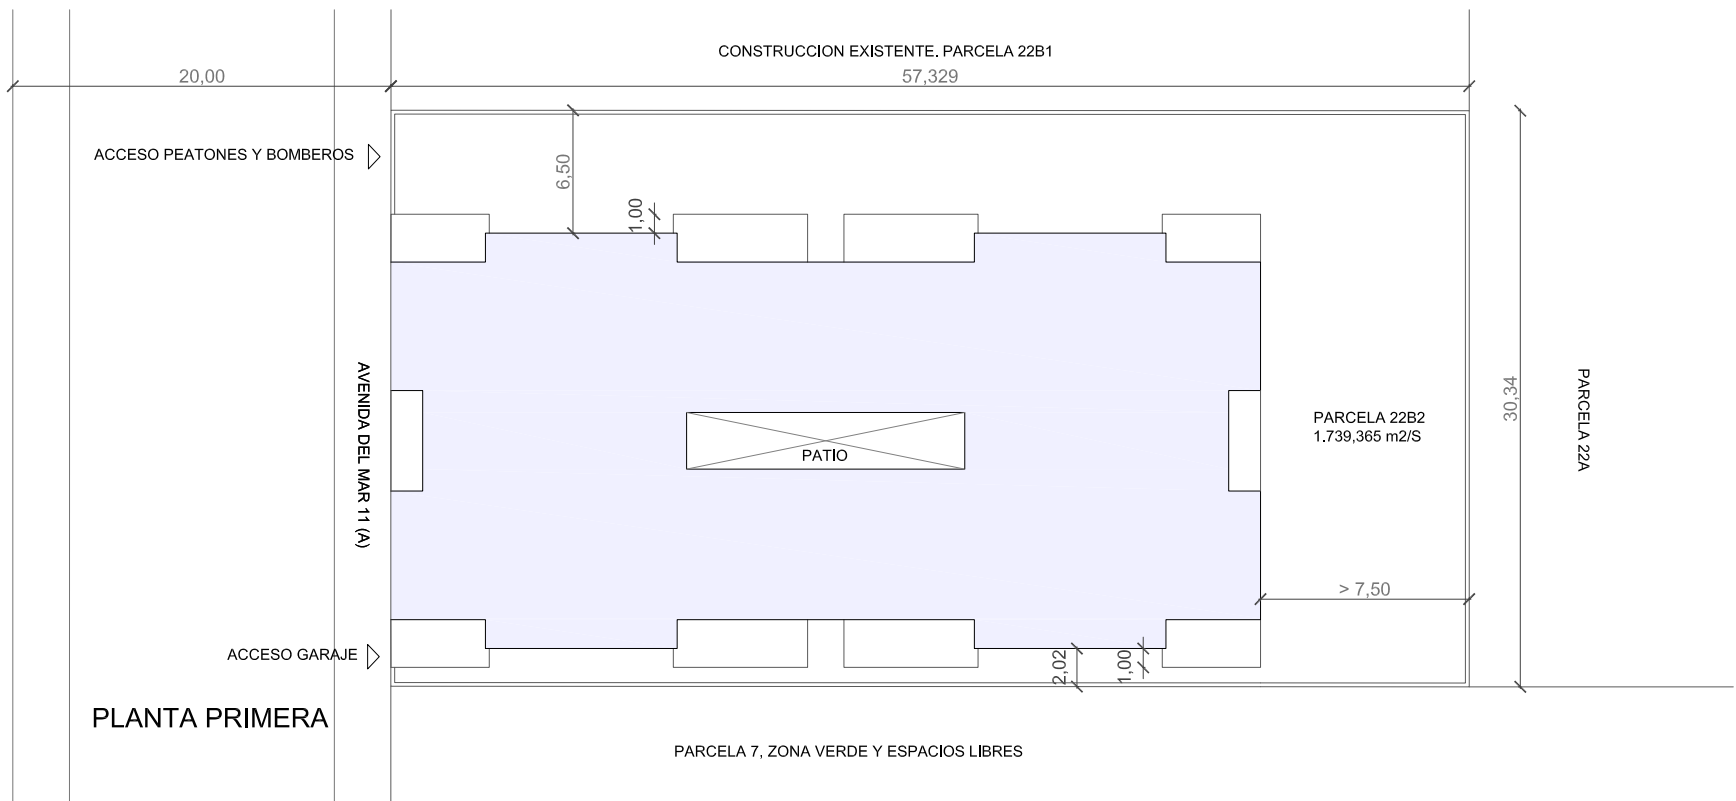 CONSTRUCCION EXISTENTE. PARCELA 22B1
20,00
57,329
ACCESO PEATONES Y BOMBEROS
6,50
1,00
AVENIDA DEL MAR 11 (A)
PATIO
PARCELA 22B2
1.739,365 m2/S
30,34
PARCELA 22A
> 7,50
ACCESO GARAJE
2,02
1,00
PLANTA PRIMERA
PARCELA 7, ZONA VERDE Y ESPACIOS LIBRES